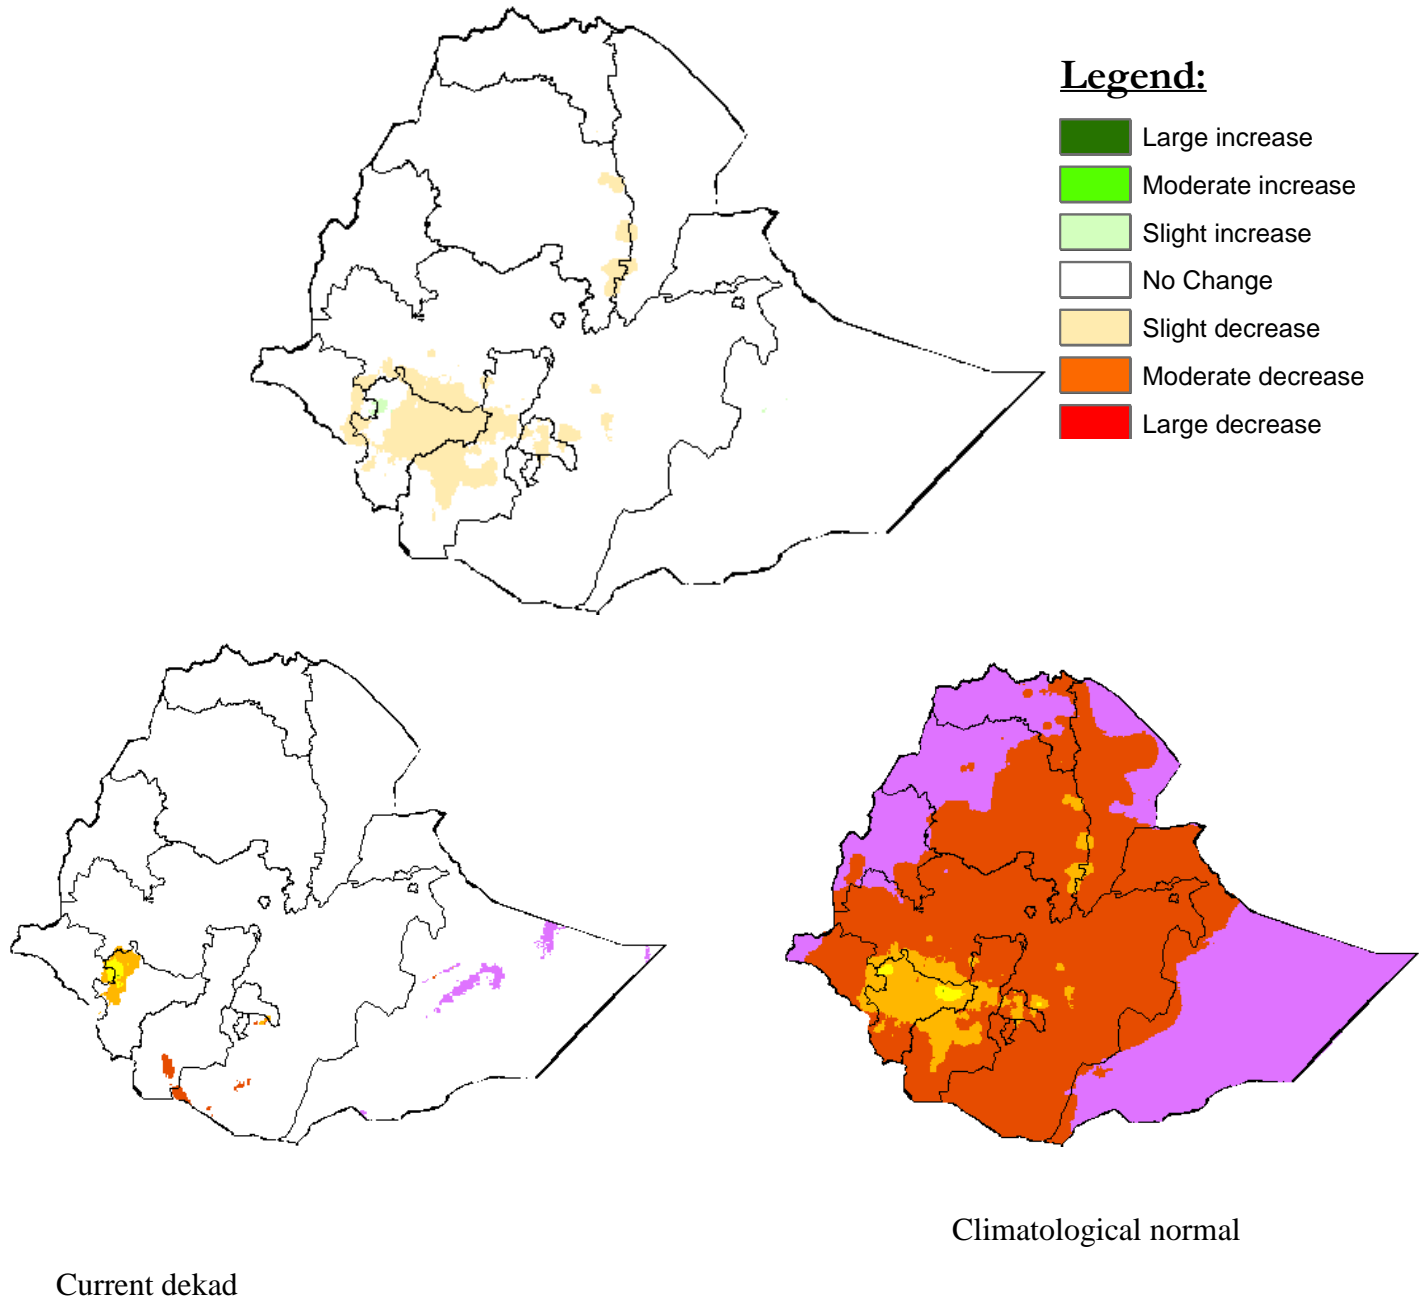 Legend:
Large increase
Moderate increase
Slight increase
No Change
Slight decrease
Moderate decrease
Large decrease
Climatological normal
Current dekad